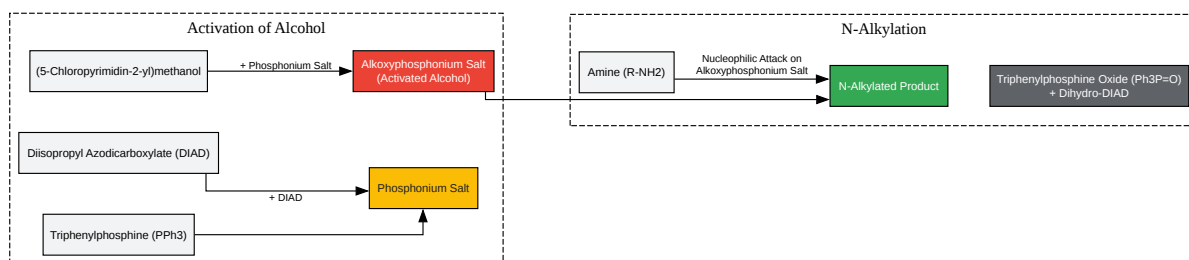 Activation of Alcohol
(5-Chloropyrimidin-2-yl)methanol
+ Phosphonium Salt
Alkoxyphosphonium Salt
(Activated Alcohol)
Diisopropyl Azodicarboxylate (DIAD)
+ DIAD
Phosphonium Salt
Triphenylphosphine (PPh3)
N-Alkylation
Amine (R-NH2)
Nucleophilic Attack on
Alkoxyphosphonium Salt
N-Alkylated Product
Triphenylphosphine Oxide (Ph3P=O)
+ Dihydro-DIAD